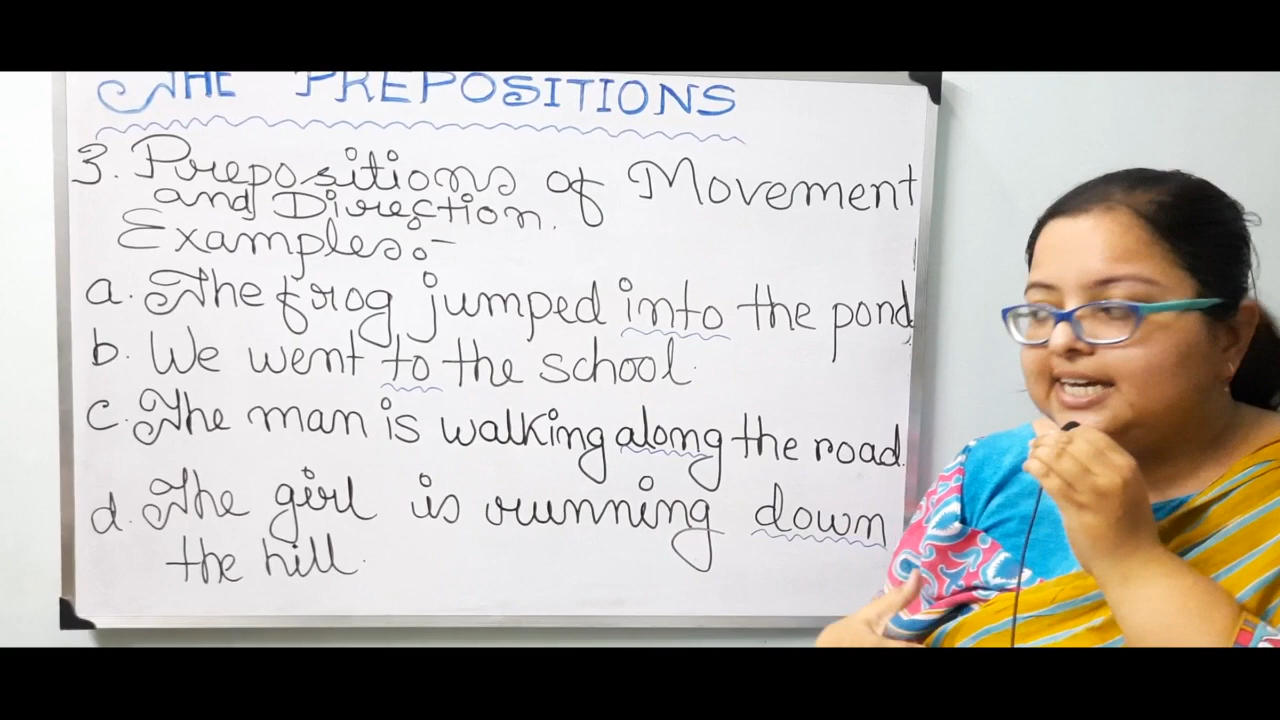 THE PREPOSITIONS
3. Prepositions of Movement
and Direction.
Examples:-
a. The frog jumped into the pond.
b. We went to the school.
c. The man is walking along the road.
d. The girl is running down
the hill.